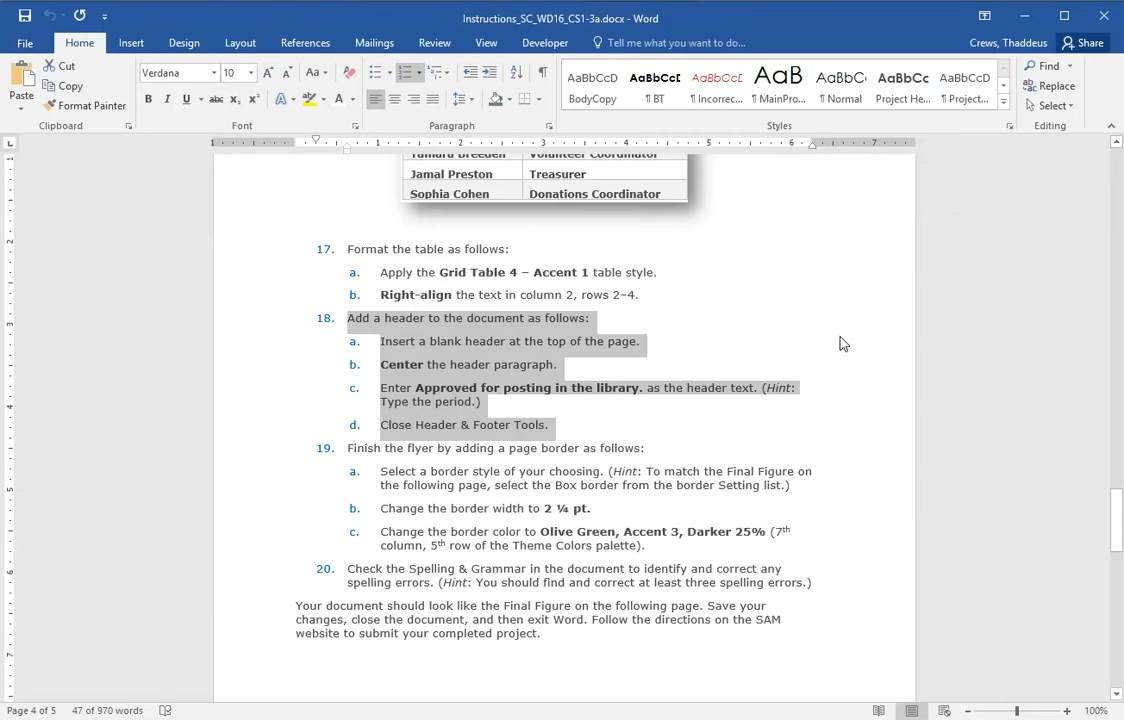 Instructions_SC_WD16_CS1-3a.docx - Word
File
Home
Insert
Design
Layout
References
Mailings
Review
View
Developer
Tell me what you want to do...
Crews, Thaddeus
Share
Paste
Cut
Copy
Format Painter
Clipboard
Verdana
10
Font
Paragraph
AaBbCcD
BodyCopy
AaBbCcDc
¶ BT
AaBbCcD
¶ Incorrec...
AaB
¶ MainPro...
AaBbCc
¶ Normal
AaBbCc
Project He...
AaBbCcD
¶ Project...
Styles
Find
Replace
Select
Editing
Tamara Breeden Volunteer Coordinator
Jamal Preston Treasurer
Sophia Cohen Donations Coordinator
17. Format the table as follows:
a. Apply the Grid Table 4 – Accent 1 table style.
b. Right-align the text in column 2, rows 2–4.
18. Add a header to the document as follows:
a. Insert a blank header at the top of the page.
b. Center the header paragraph.
c. Enter Approved for posting in the library. as the header text. (Hint:
Type the period.)
d. Close Header & Footer Tools.
19. Finish the flyer by adding a page border as follows:
a. Select a border style of your choosing. (Hint: To match the Final Figure on
the following page, select the Box border from the border Setting list.)
b. Change the border width to 2 ¼ pt.
c. Change the border color to Olive Green, Accent 3, Darker 25% (7th
column, 5th row of the Theme Colors palette).
20. Check the Spelling & Grammar in the document to identify and correct any
spelling errors. (Hint: You should find and correct at least three spelling errors.)
Your document should look like the Final Figure on the following page. Save your
changes, close the document, and then exit Word. Follow the directions on the SAM
website to submit your completed project.
Page 4 of 5
47 of 970 words
100%